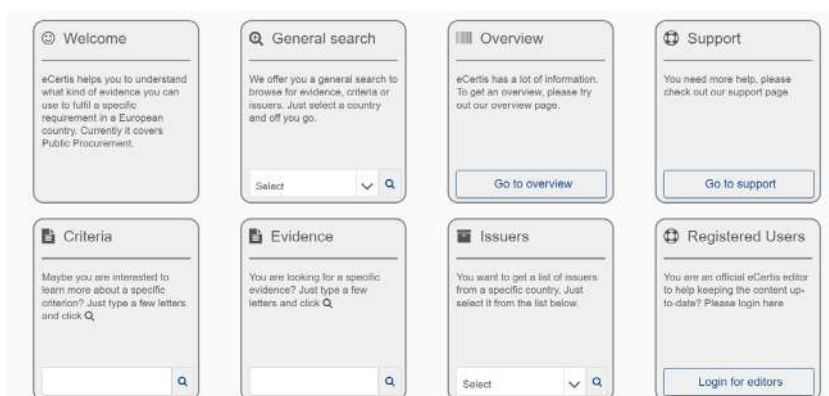 Welcome
eCertis helps you to understand
what kind of evidence you can
use to fulfil a specific
requirement in a European
country. Currently it covers
Public Procurement.
General search
We offer you a general search to
browse for evidence, criteria or
issuers. Just select a country
and off you go.
Select
Overview
eCertis has a lot of information.
To get an overview, please try
out our overview page.
Go to overview
Support
You need more help, please
check out our support page.
Go to support
Criteria
Maybe you are interested to
learn more about a specific
criterion? Just type a few letters
and click
Evidence
You are looking for a specific
evidence? Just type a few
letters and click
Issuers
You want to get a list of issuers
from a specific country. Just
select it from the list below.
Select
Registered Users
You are an official eCertis editor
to help keeping the content up-
to-date? Please login here
Login for editors